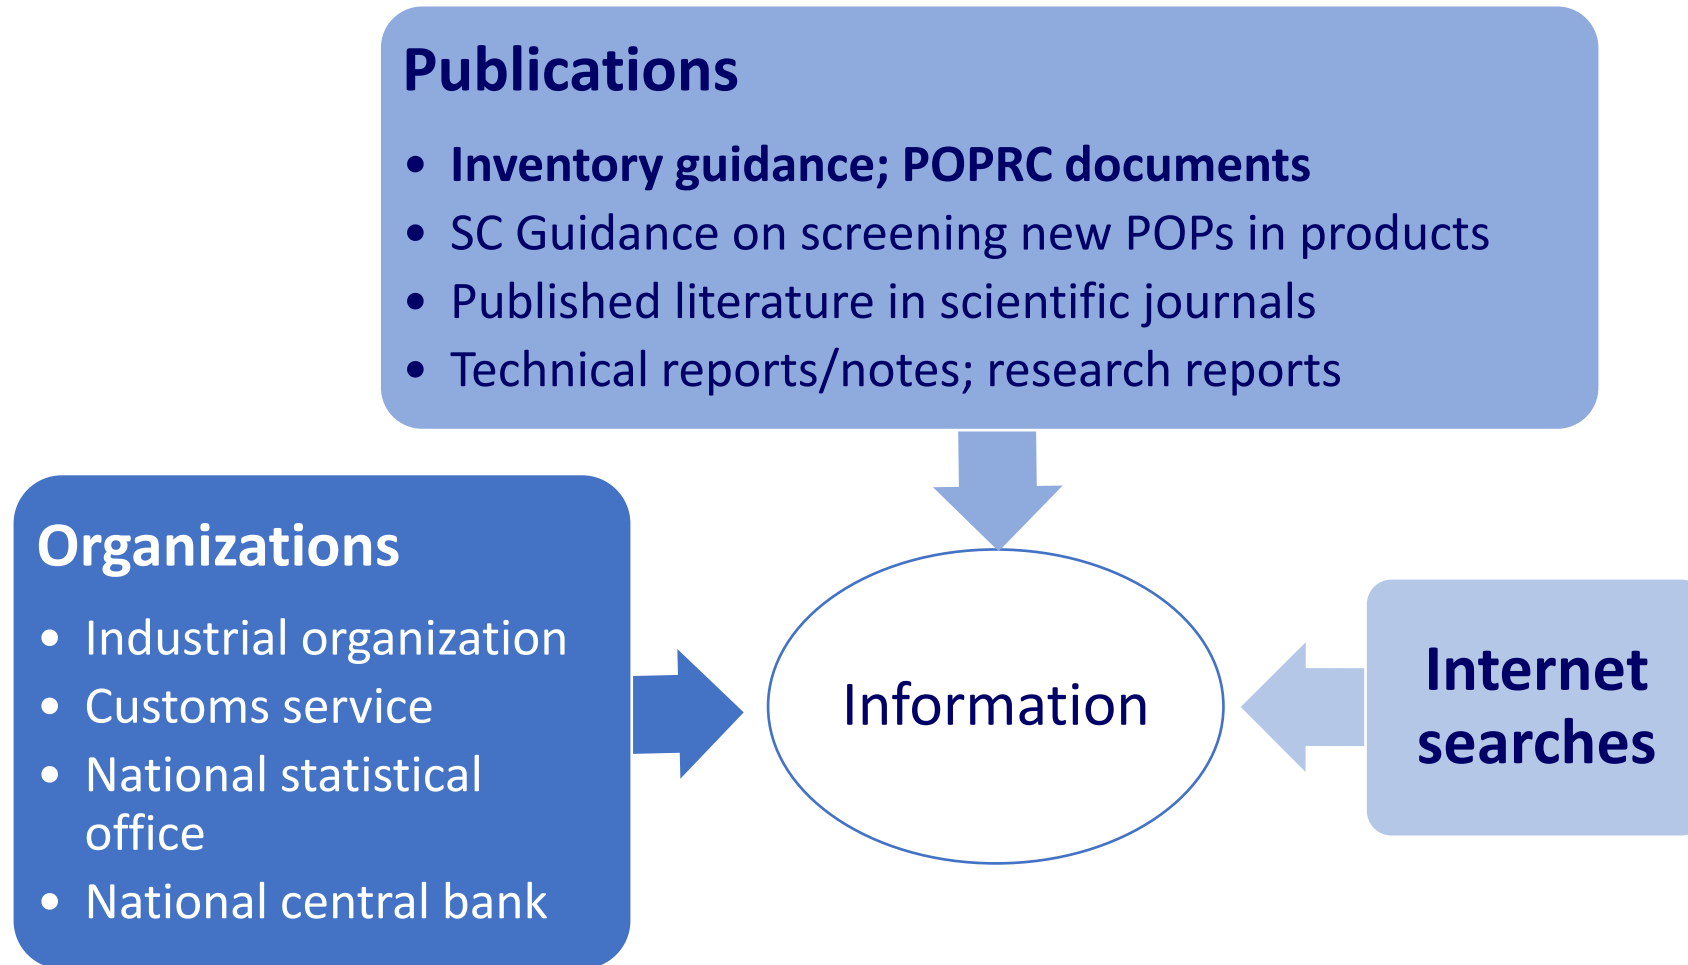 Publications
• Inventory guidance; POPRC documents
• SC Guidance on screening new POPs in products
• Published literature in scientific journals
• Technical reports/notes; research reports
Organizations
• Industrial organization
• Customs service
• National statistical
office
• National central bank
Information
Internet
searches